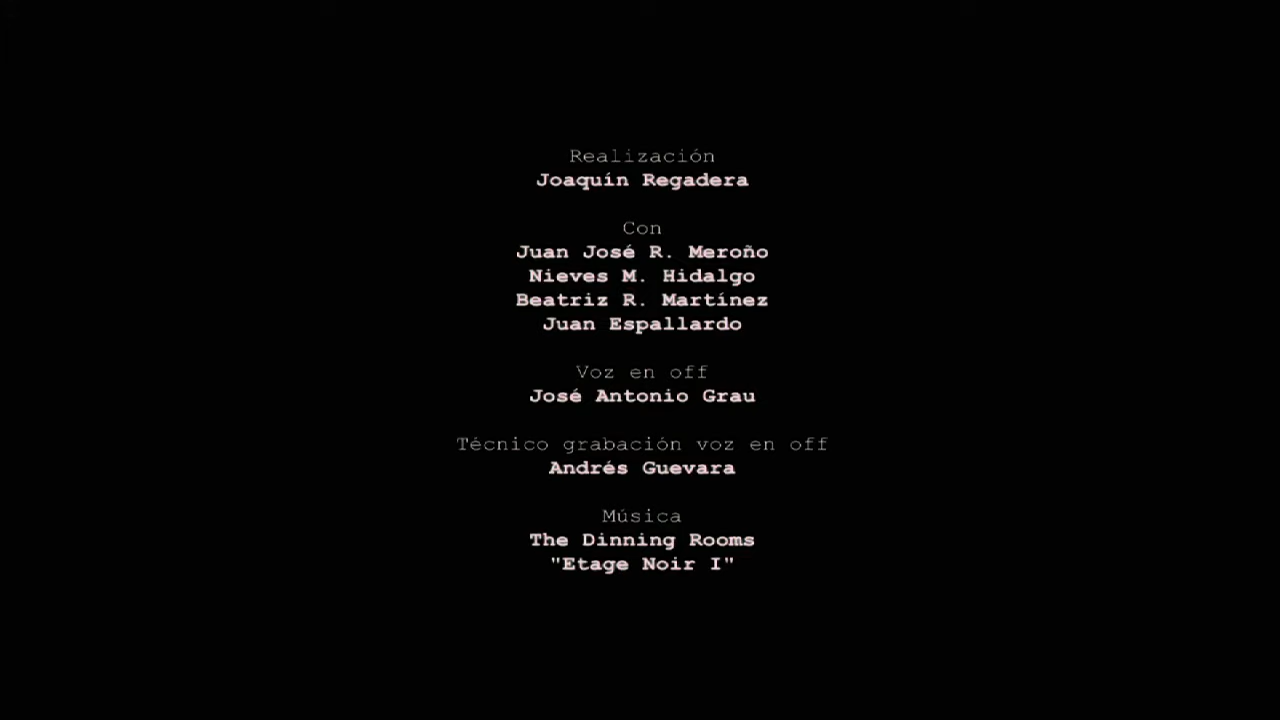 Realización
Joaquín Regadera
Con
Juan José R. Meroño
Nieves M. Hidalgo
Beatriz R. Martínez
Juan Espallardo
Voz en off
José Antonio Grau
Técnico grabación voz en off
Andrés Guevara
Música
The Dinning Rooms
"Etage Noir I"